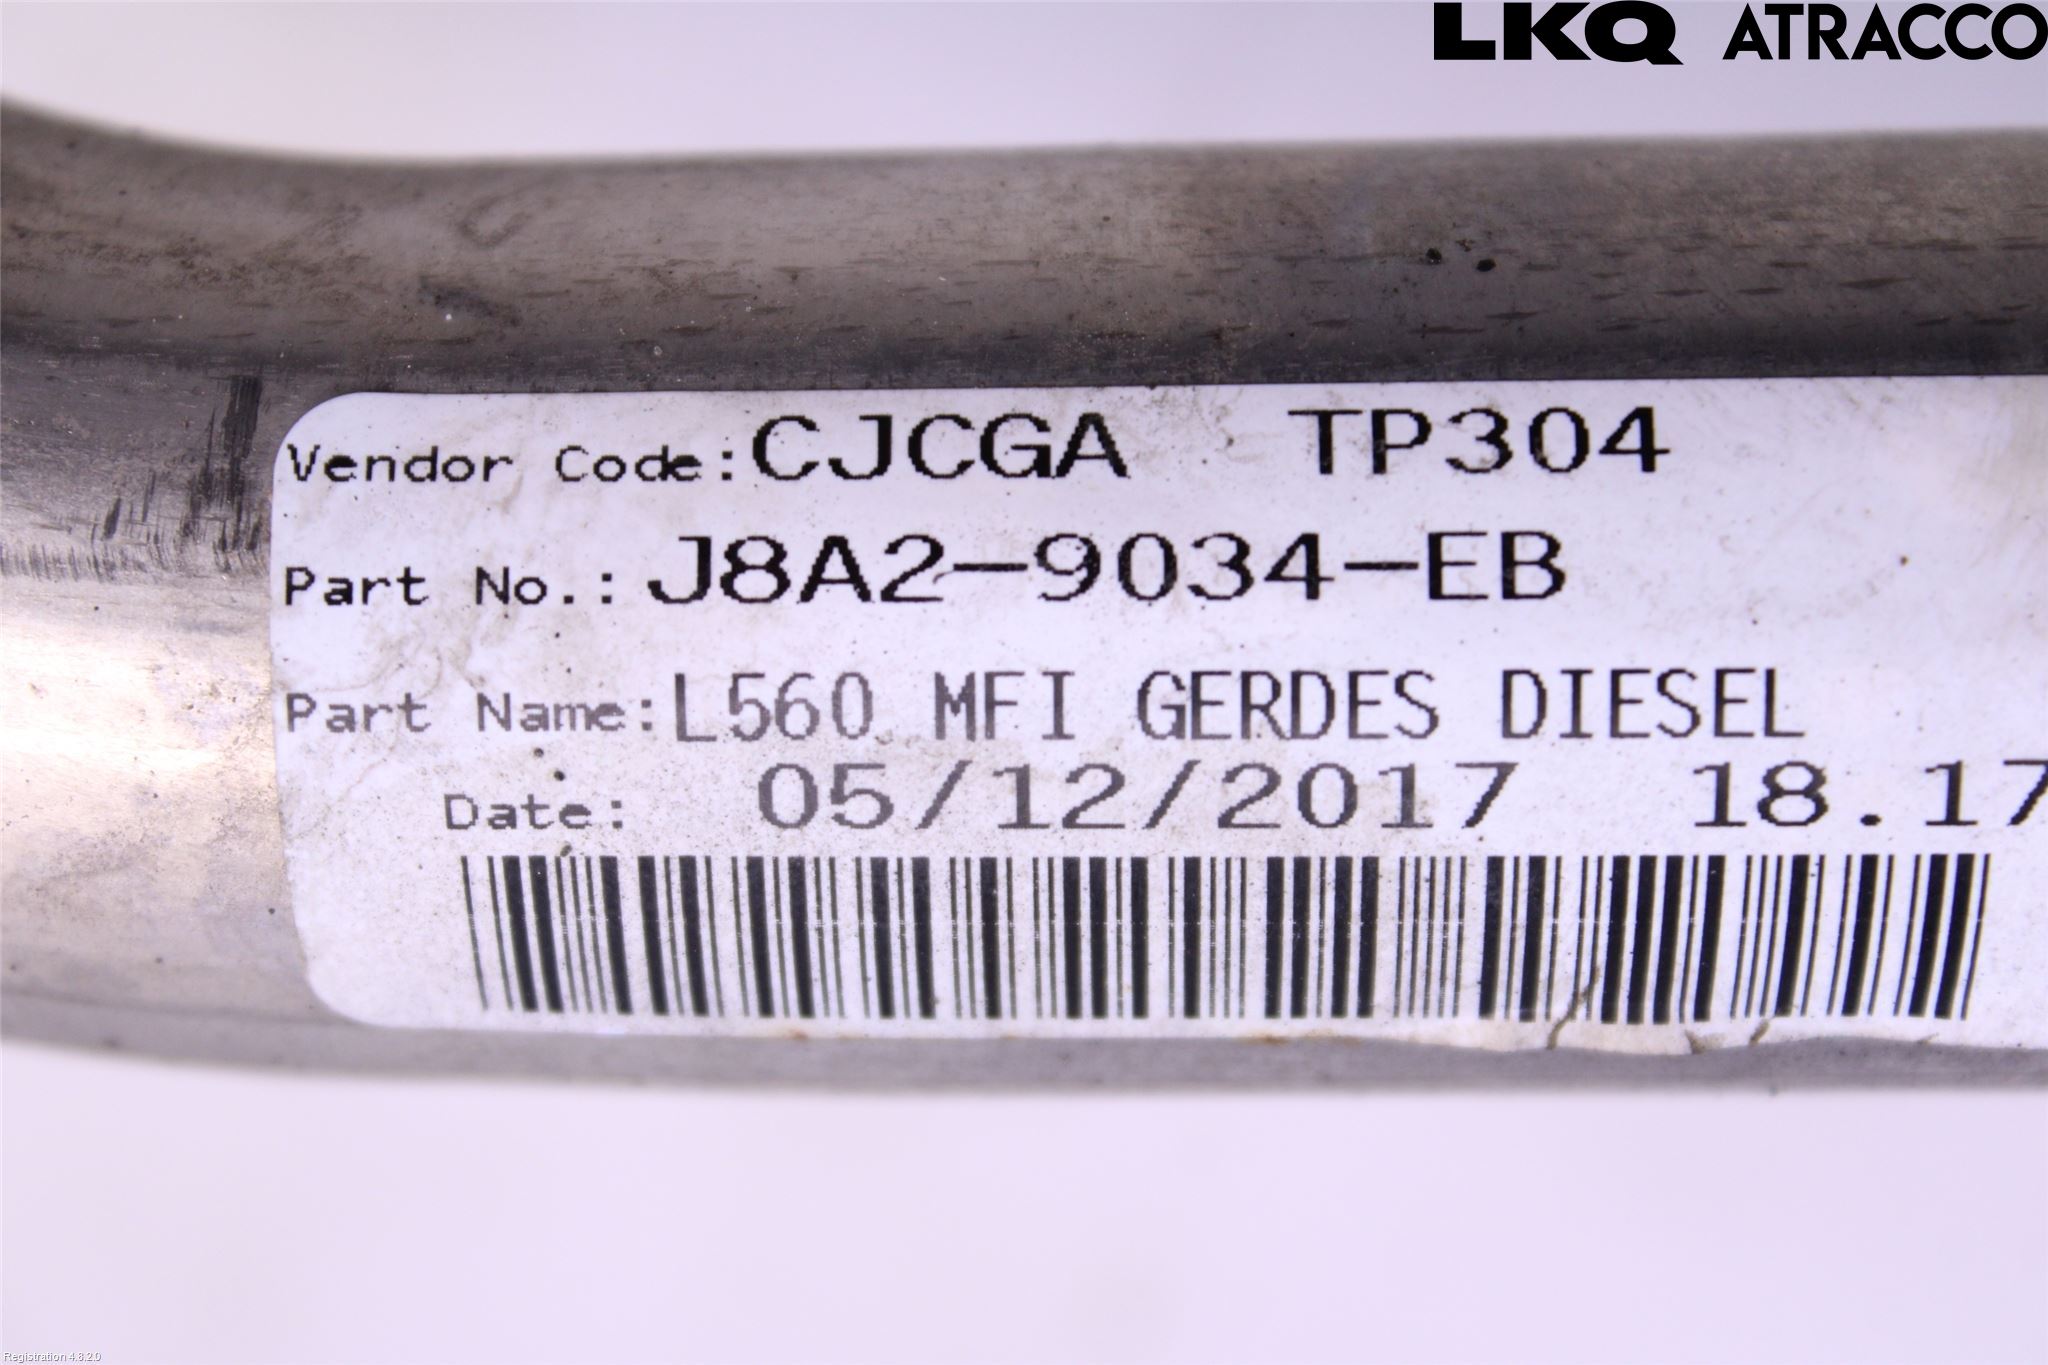 LKQ ATRACCO
Vendor Code:CJCGA TP304
Part No.:J8A2-9034-EB
Part Name:L560 MFI GERDES DIESEL
Date: 05/12/2017 18.17
Registration 4.8.2.0